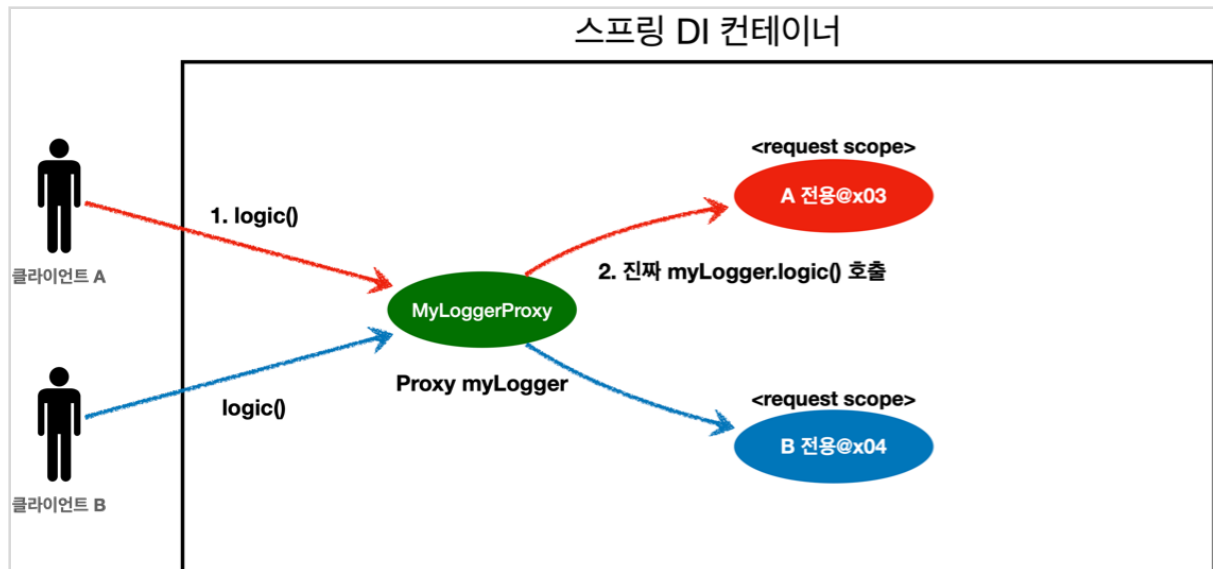 스프링 DI 컨테이너
<request scope>
A 전용@x03
1. logic()
클라이언트 A
2. 진짜 myLogger.logic() 호출
MyLoggerProxy
Proxy myLogger
logic()
<request scope>
B 전용@x04
클라이언트 B